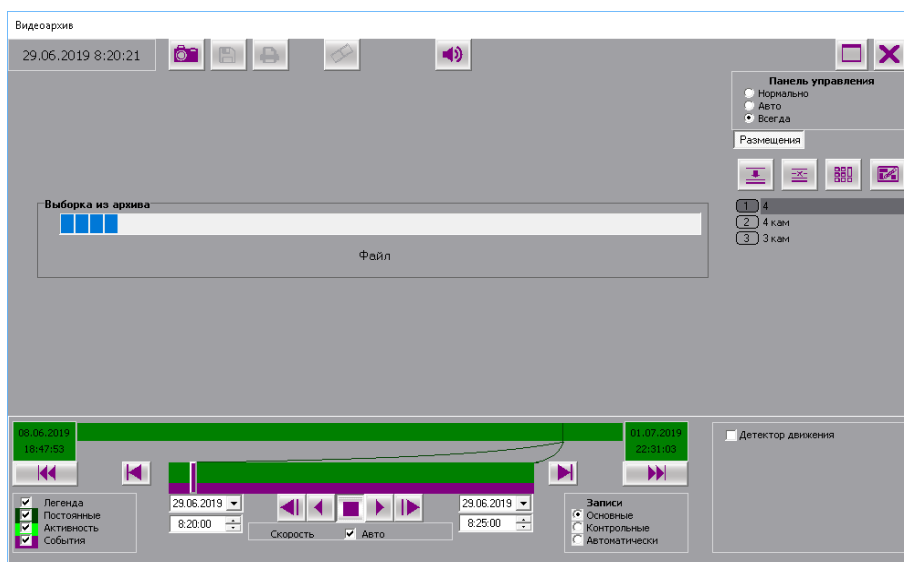 Видеоархив
29.06.2019 8:20:21
Панель управления
Нормально
Авто
Всегда
Размещения
1 4
2 4 кам
3 3 кам
Выборка из архива
Файл
08.06.2019
18:47:53
01.07.2019
22:31:03
Детектор движения
Легенда
Постоянные
Активность
События
29.06.2019
8:20:00
Скорость
Авто
29.06.2019
8:25:00
Записи
Основные
Контрольные
Автоматически